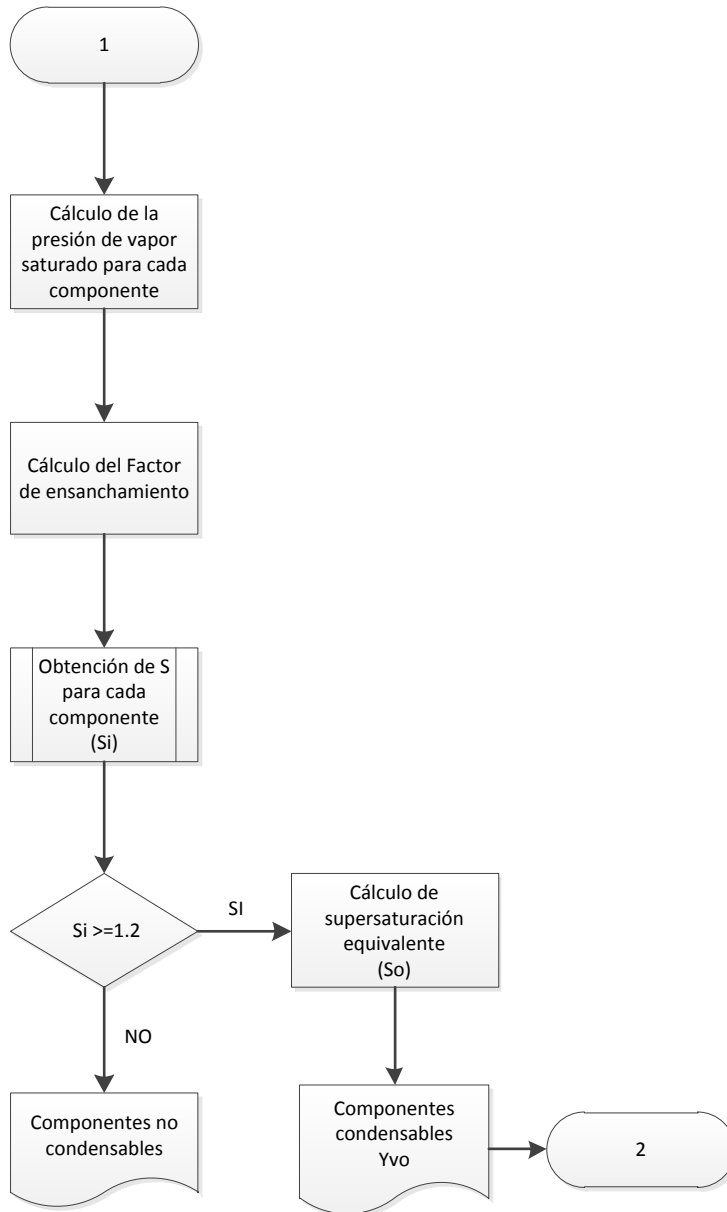 1
Cálculo de la
presión de vapor
saturado para cada
componente
Cálculo del Factor
de ensanchamiento
Obtención de S
para cada
componente
(Si)
Si >=1.2
SI
Cálculo de
supersaturación
equivalente
(So)
NO
Componentes no
condensables
Componentes
condensables
Yvo
2